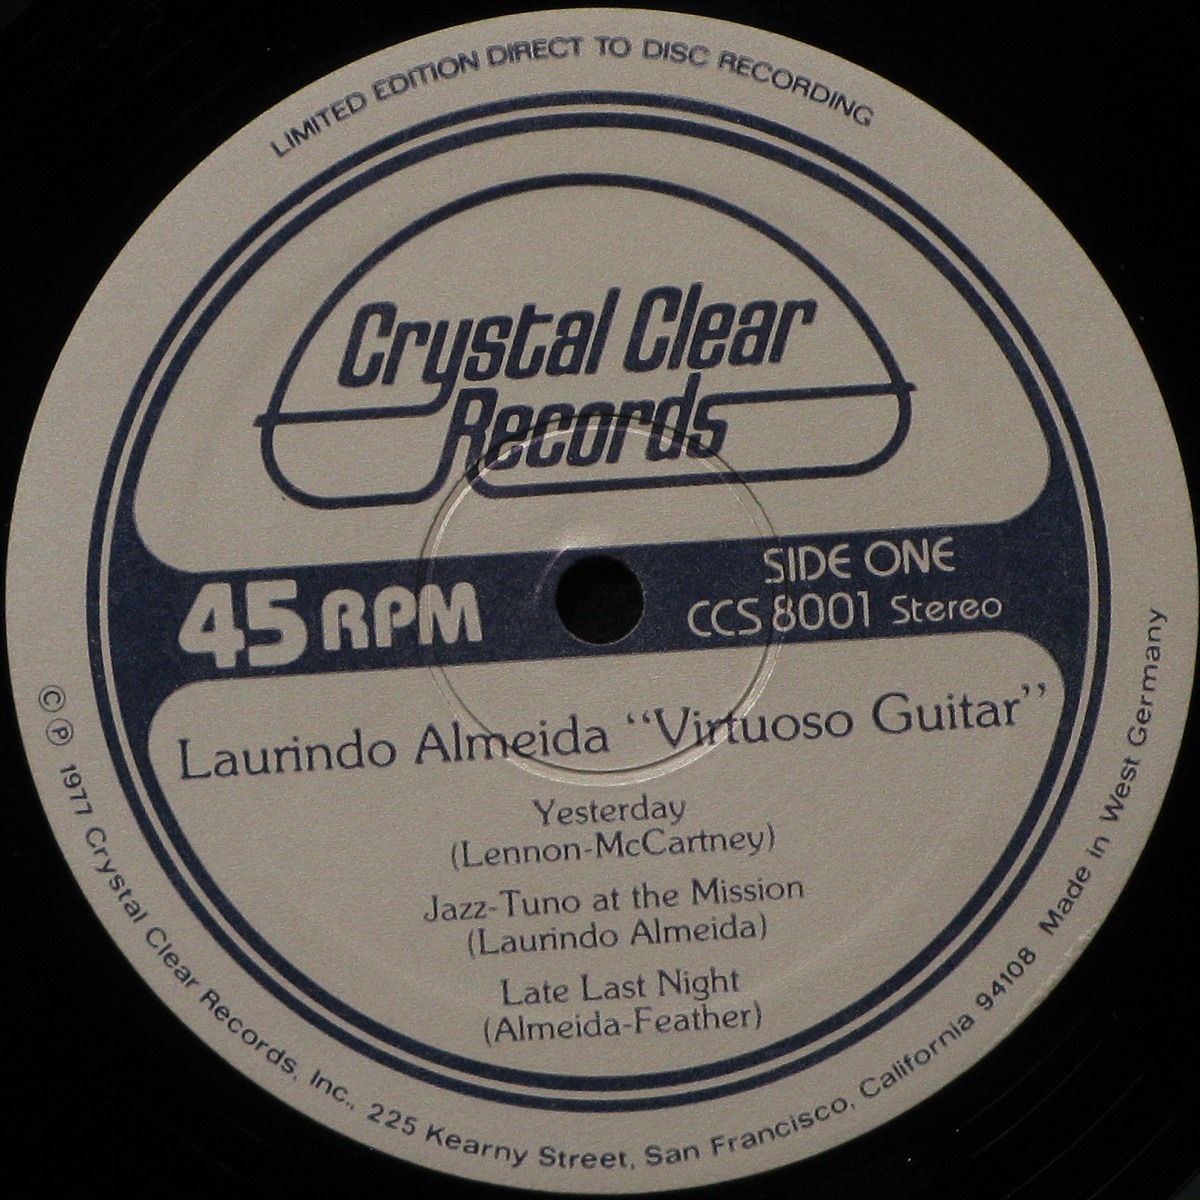 LIMITED EDITION DIRECT TO DISC RECORDING
Crystal Clear
Records
45 RPM
SIDE ONE
CCS 8001 Stereo
Laurindo Almeida “Virtuoso Guitar”
Yesterday
(Lennon-McCartney)
Jazz-Tuno at the Mission
(Laurindo Almeida)
Late Last Night
(Almeida-Feather)
© ℗ 1977 Crystal Clear Records, Inc., 225 Kearny Street, San Francisco, California 94108 Made in West Germany